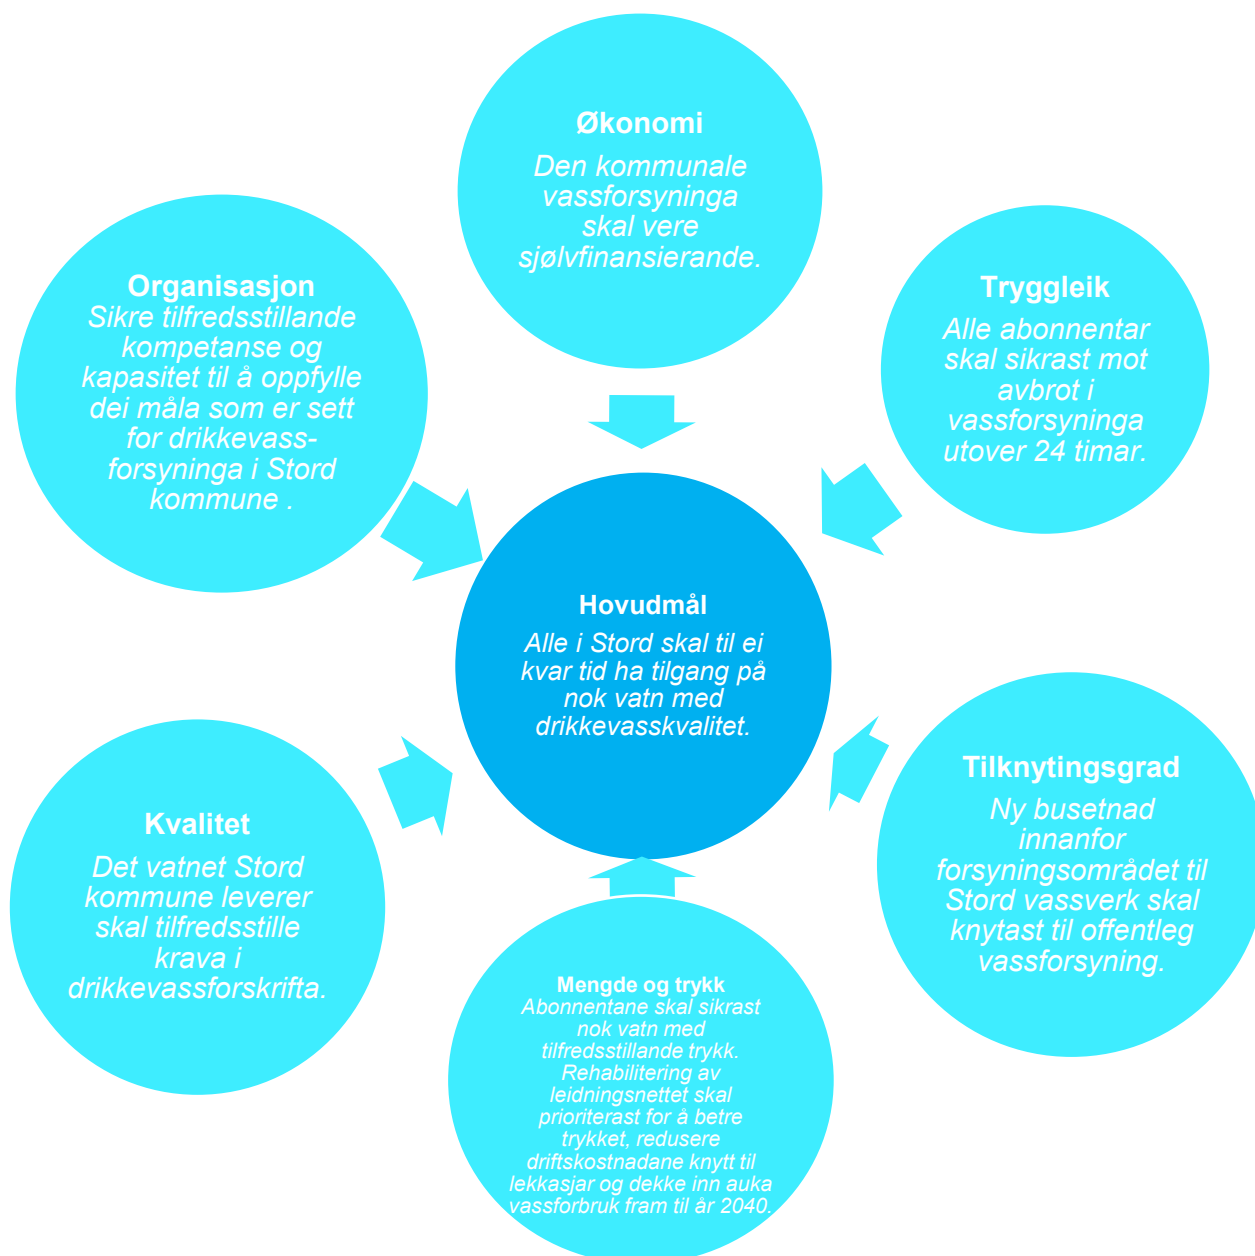 Økonomi
Den kommunale
vassforsyninga
skal vere
sjølvfinansierande.
Organisasjon
Sikre tilfredsstillande
kompetanse og
kapasitet til å oppfylle
dei måla som er sett
for drikkevass-
forsyninga i Stord
kommune .
Tryggleik
Alle abonnentar
skal sikrast mot
avbrot i
vassforsyninga
utover 24 timar.
Hovudmål
Alle i Stord skal til ei
kvar tid ha tilgang på
nok vatn med
drikkevasskvalitet.
Kvalitet
Det vatnet Stord
kommune leverer
skal tilfredsstille
krava i
drikkevassforskrifta.
Tilknytingsgrad
Ny busetnad
innanfor
forsyningsområdet til
Stord vassverk skal
knytast til offentleg
vassforsyning.
Mengde og trykk
Abonnentane skal sikrast
nok vatn med
tilfredsstillande trykk.
Rehabilitering av
leidningsnettet skal
prioriterast for å betre
trykket, redusere
driftskostnadane knytt til
lekkasjar og dekke inn auka
vassforbruk fram til år 2040.